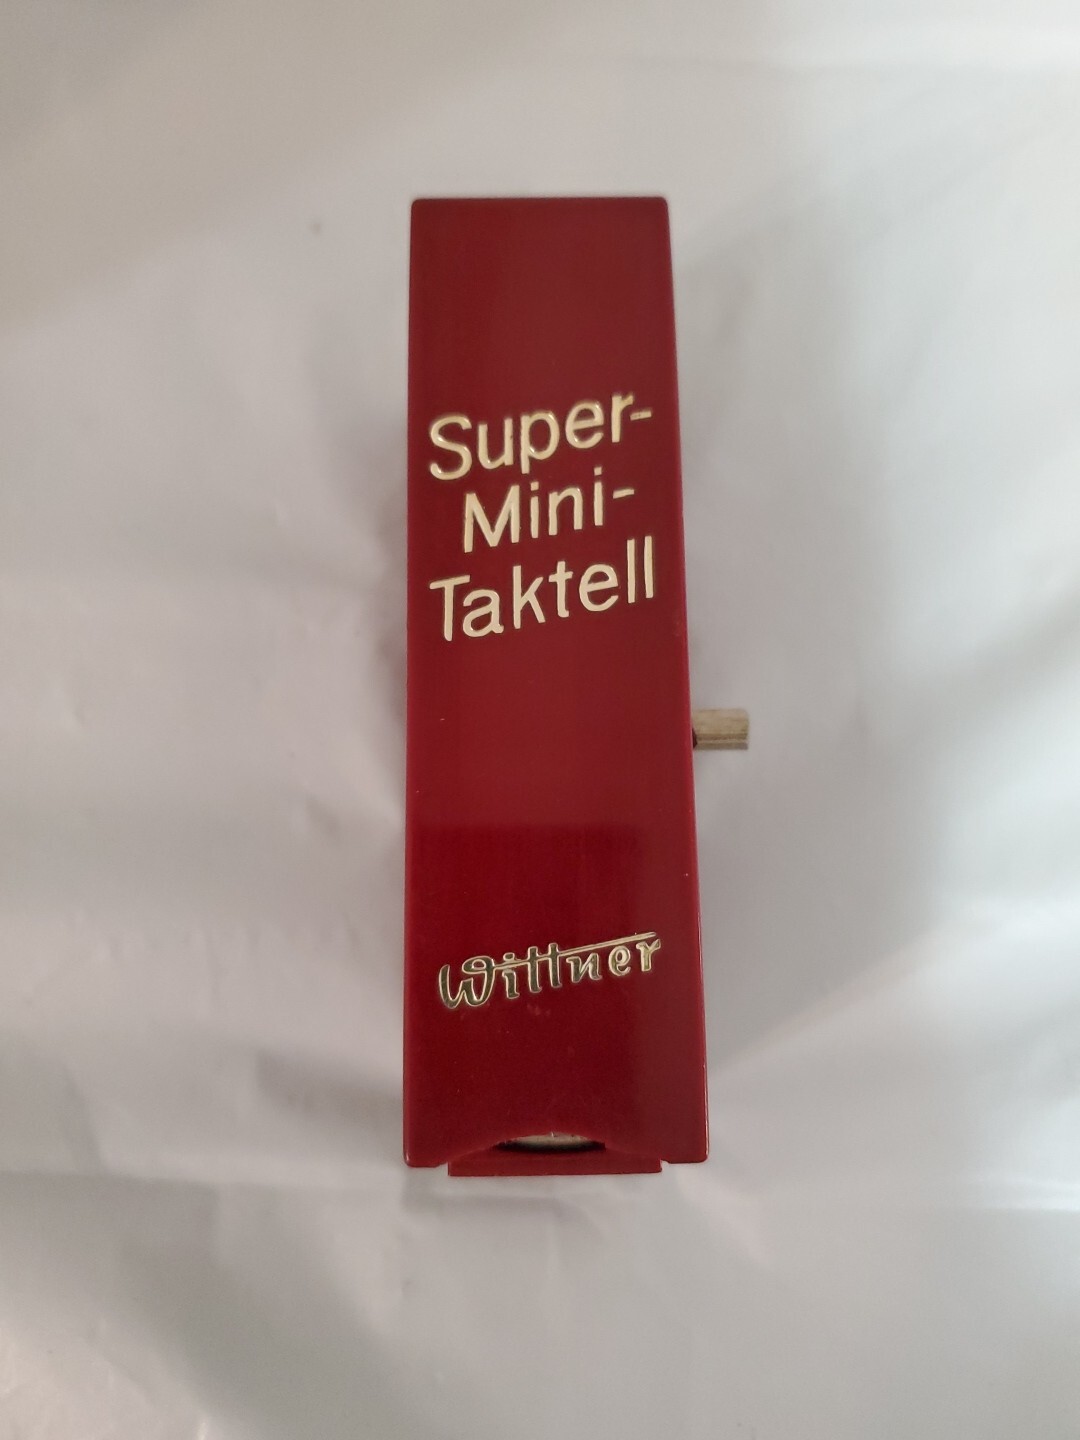 Super-
Mini-
Taktell
Wittner